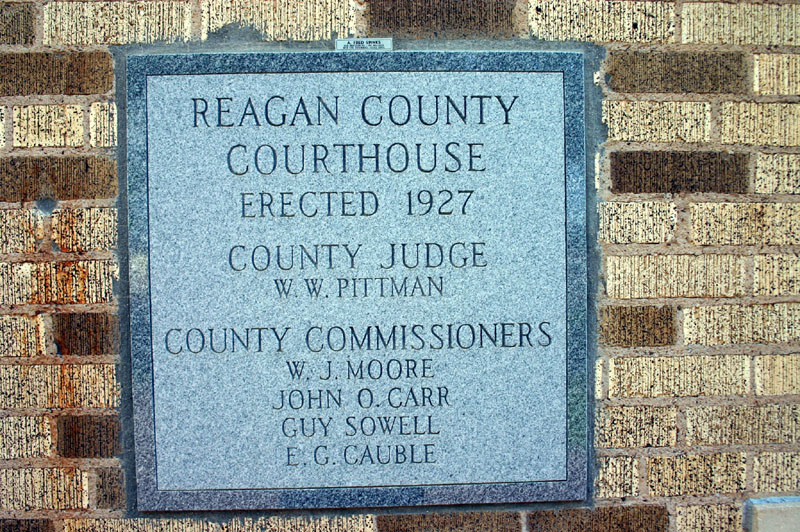 REAGAN COUNTY
COURTHOUSE
ERECTED 1927
COUNTY JUDGE
W. W. PITTMAN
COUNTY COMMISSIONERS
W. J. MOORE
JOHN O. CARR
GUY SOWELL
E. G. CAUBLE